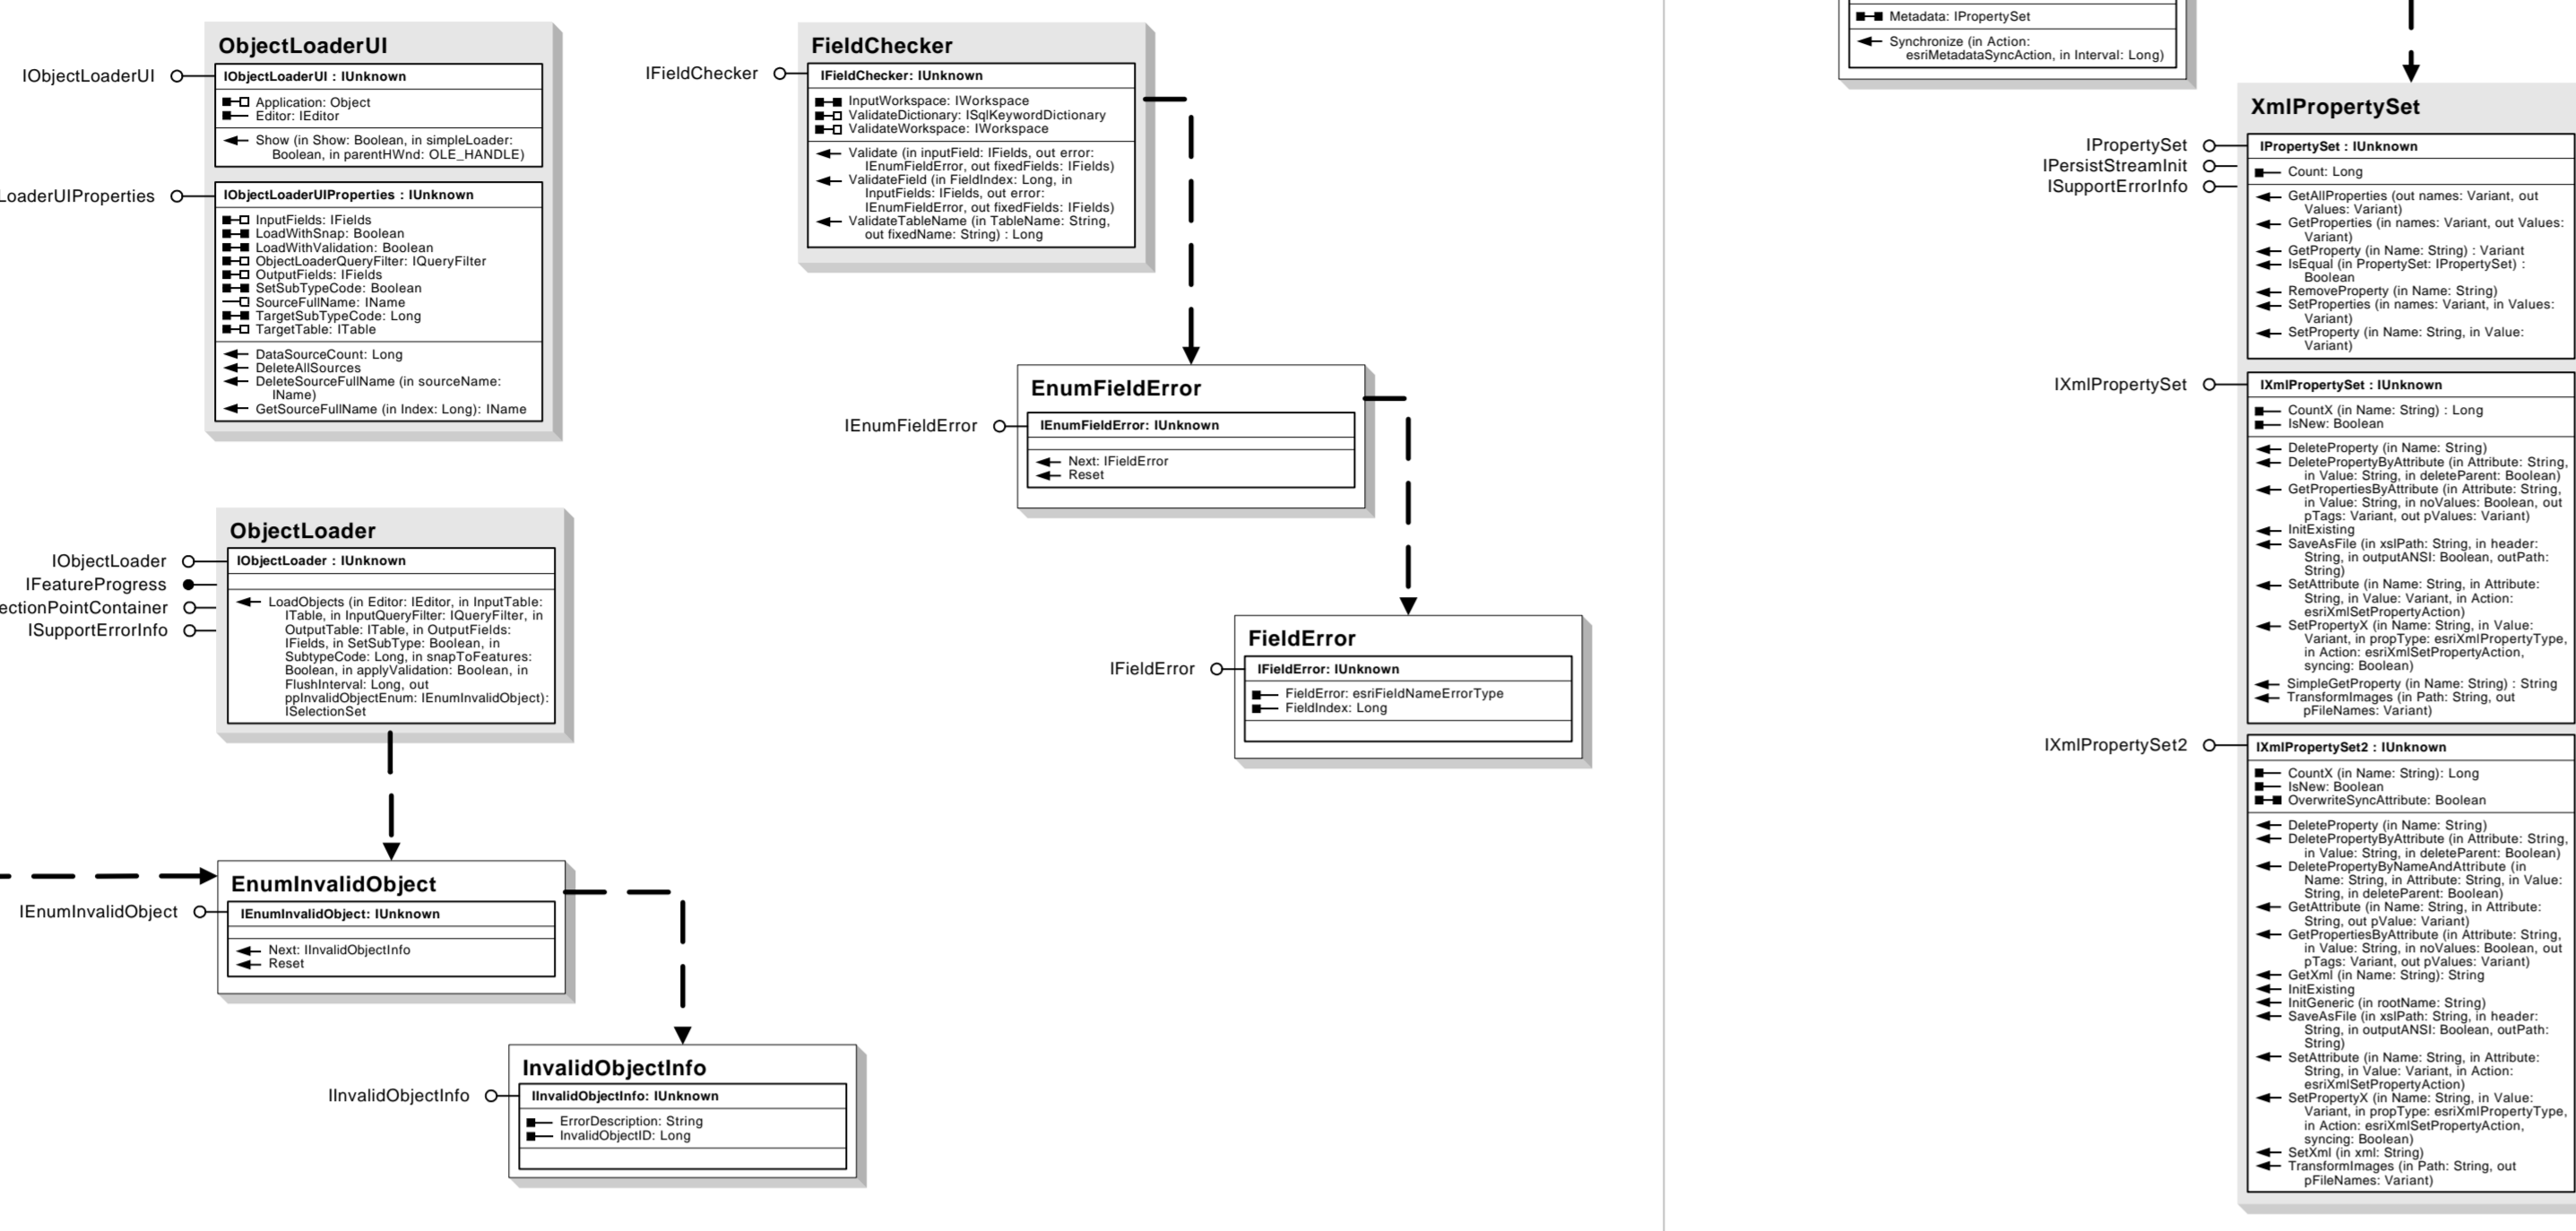 ObjectLoaderUI
IObjectLoaderUI
IObjectLoaderUI : IUnknown
Application: Object
Editor: IEditor
Show (in Show: Boolean, in simpleLoader:
Boolean, in parentHWnd: OLE_HANDLE)
LoaderUIProperties
IObjectLoaderUIProperties : IUnknown
InputFields: IFields
LoadWithSnap: Boolean
LoadWithValidation: Boolean
ObjectLoaderQueryFilter: IQueryFilter
OutputFields: IFields
SetSubTypeCode: Boolean
SourceFullName: IName
TargetSubTypeCode: Long
TargetTable: ITable
DataSourceCount: Long
DeleteAllSources
DeleteSourceFullName (in sourceName:
IName)
GetSourceFullName (in Index: Long): IName
ObjectLoader
IObjectLoader
IFeatureProgress
ectionPointContainer
ISupportErrorInfo
IObjectLoader : IUnknown
LoadObjects (in Editor: IEditor, in InputTable:
ITable, in InputQueryFilter: IQueryFilter, in
OutputTable: ITable, in OutputFields:
IFields, in SetSubType: Boolean, in
SubtypeCode: Long, in snapToFeatures:
Boolean, in applyValidation: Boolean, in
FlushInterval: Long, out
ppInvalidObjectEnum: IEnumInvalidObject):
ISelectionSet
EnumInvalidObject
IEnumInvalidObject
IEnumInvalidObject: IUnknown
Next: IInvalidObjectInfo
Reset
InvalidObjectInfo
IInvalidObjectInfo
IInvalidObjectInfo: IUnknown
ErrorDescription: String
InvalidObjectID: Long
FieldChecker
IFieldChecker
IFieldChecker: IUnknown
InputWorkspace: IWorkspace
ValidateDictionary: ISqlKeywordDictionary
ValidateWorkspace: IWorkspace
Validate (in inputField: IFields, out error:
IEnumFieldError, out fixedFields: IFields)
ValidateField (in FieldIndex: Long, in
InputFields: IFields, out error:
IEnumFieldError, out fixedFields: IFields)
ValidateTableName (in TableName: String,
out fixedName: String) : Long
EnumFieldError
IEnumFieldError
IEnumFieldError: IUnknown
Next: IFieldError
Reset
FieldError
IFieldError
IFieldError: IUnknown
FieldError: esriFieldNameErrorType
FieldIndex: Long
Metadata: IPropertySet
Synchronize (in Action:
esriMetadataSyncAction, in Interval: Long)
XmlPropertySet
IPropertySet
IPersistStreamInit
ISupportErrorInfo
IPropertySet : IUnknown
Count: Long
GetAllProperties (out names: Variant, out
Values: Variant)
GetProperties (in names: Variant, out Values:
Variant)
GetProperty (in Name: String) : Variant
IsEqual (in PropertySet: IPropertySet) :
Boolean
RemoveProperty (in Name: String)
SetProperties (in names: Variant, in Values:
Variant)
SetProperty (in Name: String, in Value:
Variant)
IXmlPropertySet
IXmlPropertySet : IUnknown
CountX (in Name: String) : Long
IsNew: Boolean
DeleteProperty (in Name: String)
DeletePropertyByAttribute (in Attribute: String,
in Value: String, in deleteParent: Boolean)
GetPropertiesByAttribute (in Attribute: String,
in Value: String, in noValues: Boolean, out
pTags: Variant, out pValues: Variant)
InitExisting
SaveAsFile (in xslPath: String, in header:
String, in outputANSI: Boolean, outPath:
String)
SetAttribute (in Name: String, in Attribute:
String, in Value: Variant, in Action:
esriXmlSetPropertyAction)
SetPropertyX (in Name: String, in Value:
Variant, in propType: esriXmlPropertyType,
in Action: esriXmlSetPropertyAction,
syncing: Boolean)
SimpleGetProperty (in Name: String) : String
TransformImages (in Path: String, out
pFileNames: Variant)
IXmlPropertySet2
IXmlPropertySet2 : IUnknown
CountX (in Name: String): Long
IsNew: Boolean
OverwriteSyncAttribute: Boolean
DeleteProperty (in Name: String)
DeletePropertyByAttribute (in Attribute: String,
in Value: String, in deleteParent: Boolean)
DeletePropertyByNameAndAttribute (in
Name: String, in Attribute: String, in Value:
String, in deleteParent: Boolean)
GetAttribute (in Name: String, in Attribute:
String, out pValue: Variant)
GetPropertiesByAttribute (in Attribute: String,
in Value: String, in noValues: Boolean, out
pTags: Variant, out pValues: Variant)
GetXml (in Name: String): String
InitExisting
InitGeneric (in rootName: String)
SaveAsFile (in xslPath: String, in header:
String, in outputANSI: Boolean, outPath:
String)
SetAttribute (in Name: String, in Attribute:
String, in Value: Variant, in Action:
esriXmlSetPropertyAction)
SetPropertyX (in Name: String, in Value:
Variant, in propType: esriXmlPropertyType,
in Action: esriXmlSetPropertyAction,
syncing: Boolean)
SetXml (in xml: String)
TransformImages (in Path: String, out
pFileNames: Variant)